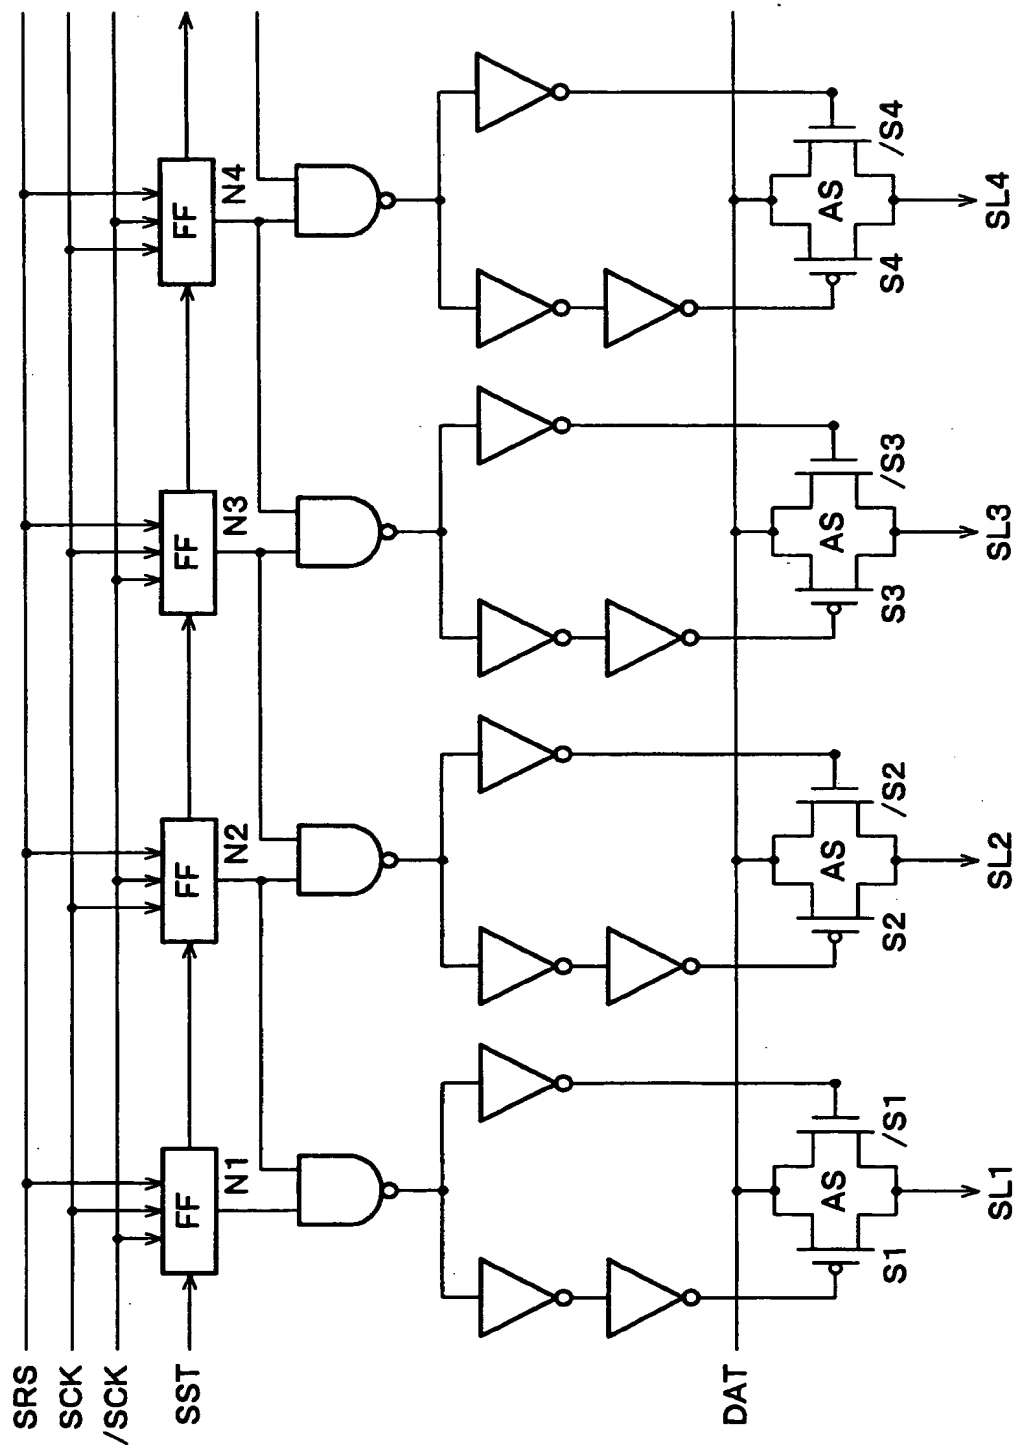 SRS
SCK
/SCK
SST
FF
FF
FF
FF
N1
N2
N3
N4
DAT
AS
AS
AS
AS
S1
/S1
S2
/S2
S3
/S3
S4
/S4
SL1
SL2
SL3
SL4